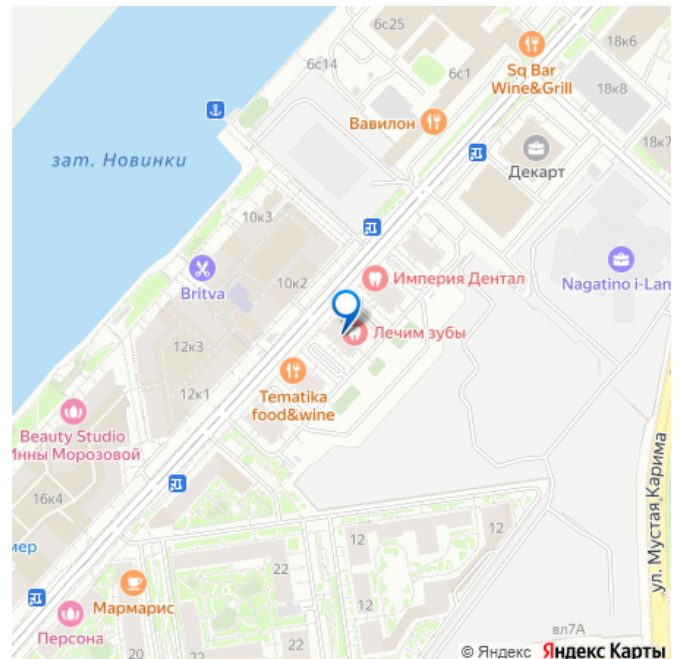 6с25
18к6
6с14
6с1
Sq Bar
Wine&Grill
18к8
Вавилон
18к7
зат. Новинки
Декарт
10к3
Britva
10к2
Империя Дентал
Nagatino i-Lan
Лечим зубы
12к3
12к1
Tematika
food&wine
Beauty Studio
Инны Морозовой
16к4
мер
ул. Мустая Карима
12
12
22
12
Мармарис
20
22
Персона
22
вл7А
© Яндекс Яндекс Карты